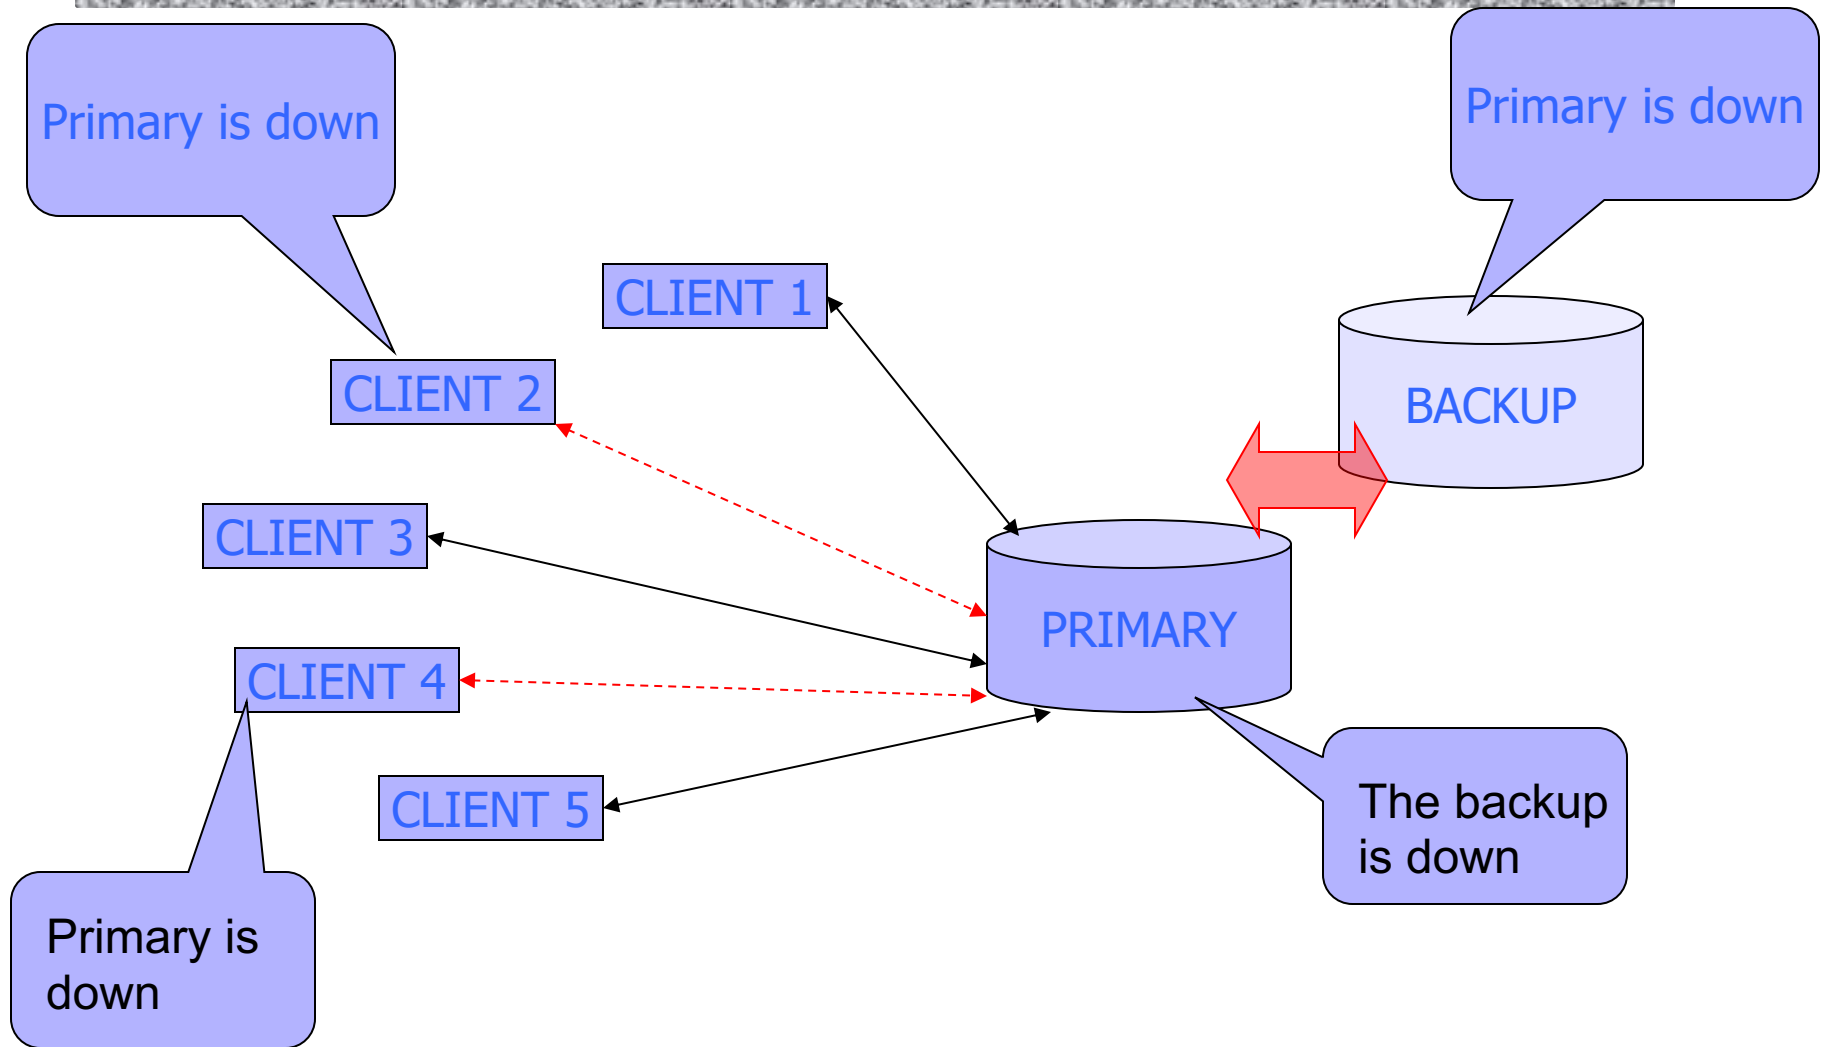 Primary is down
Primary is down
CLIENT 1
CLIENT 2
BACKUP
CLIENT 3
PRIMARY
CLIENT 4
CLIENT 5
The backup
is down
Primary is
down